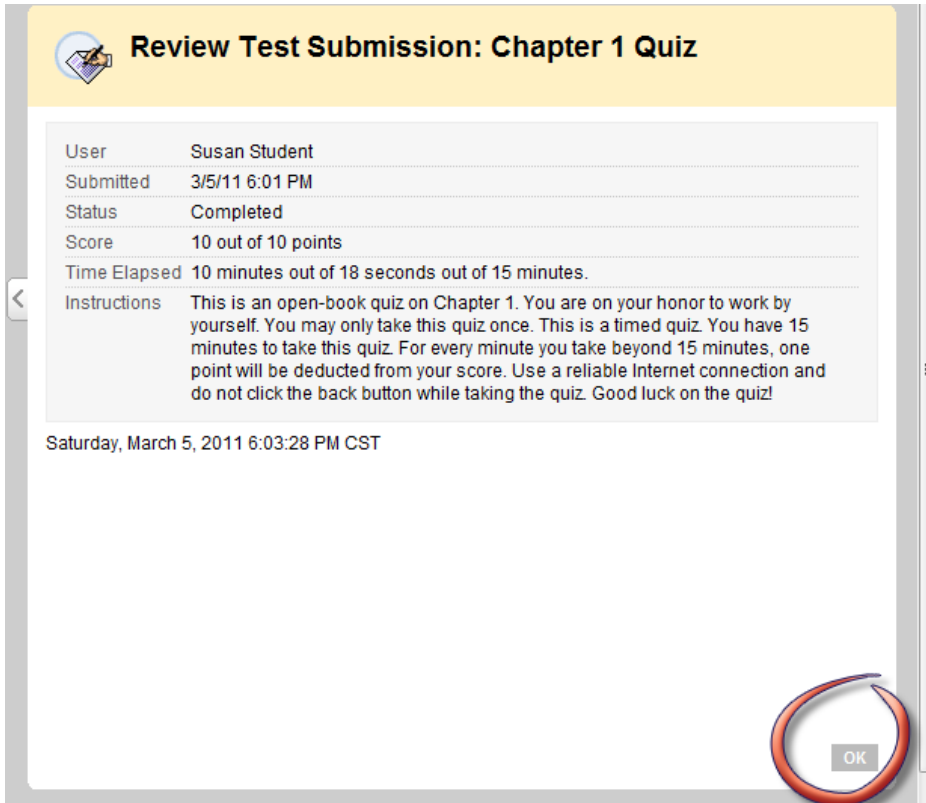 Review Test Submission: Chapter 1 Quiz
User Susan Student
Submitted 3/5/11 6:01 PM
Status Completed
Score 10 out of 10 points
Time Elapsed 10 minutes out of 18 seconds out of 15 minutes.
Instructions This is an open-book quiz on Chapter 1. You are on your honor to work by
yourself. You may only take this quiz once. This is a timed quiz. You have 15
minutes to take this quiz. For every minute you take beyond 15 minutes, one
point will be deducted from your score. Use a reliable Internet connection and
do not click the back button while taking the quiz. Good luck on the quiz!
Saturday, March 5, 2011 6:03:28 PM CST
OK